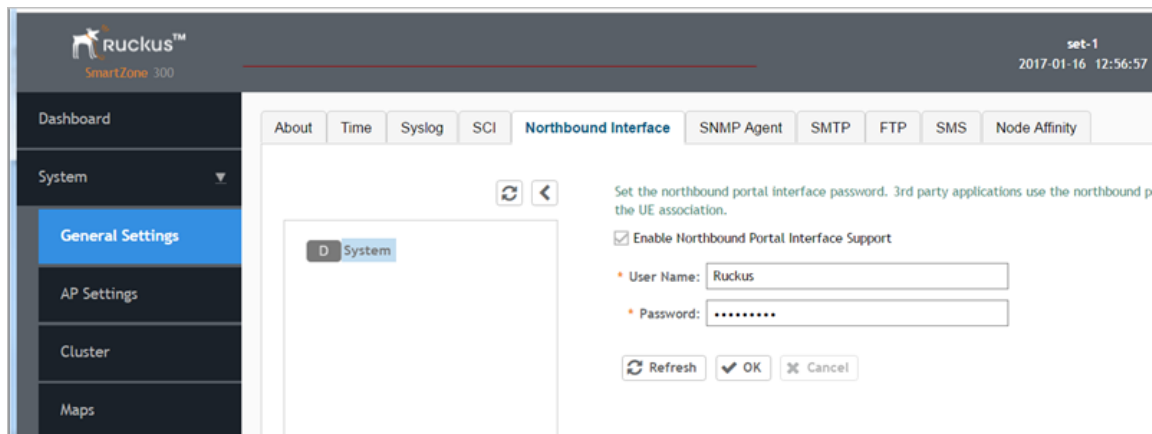 Ruckus™
SmartZone 300
set-1
2017-01-16 12:56:57
Dashboard
System
General Settings
AP Settings
Cluster
Maps
About Time Syslog SCI Northbound Interface SNMP Agent SMTP FTP SMS Node Affinity
D System
Set the northbound portal interface password. 3rd party applications use the northbound
the UE association.
Enable Northbound Portal Interface Support
* User Name: Ruckus
* Password: •••••••••
Refresh OK Cancel